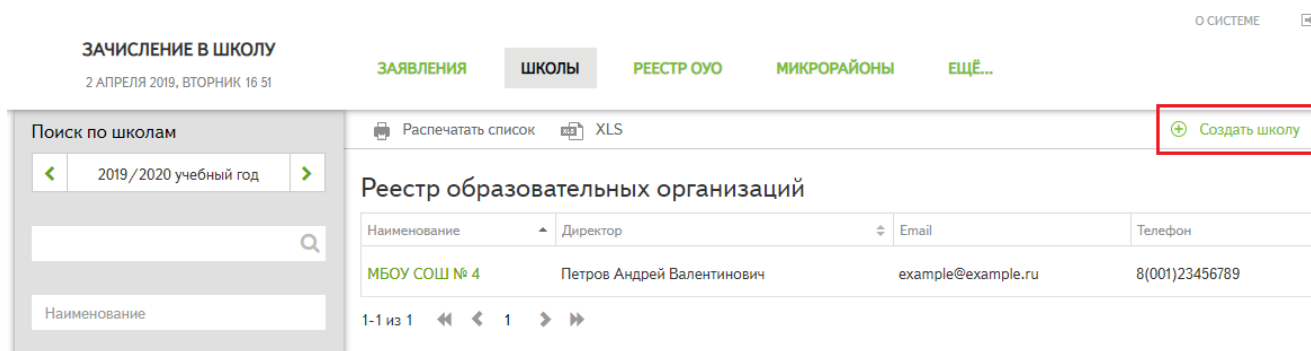 О СИСТЕМЕ
ЗАЧИСЛЕНИЕ В ШКОЛУ
2 АПРЕЛЯ 2019, ВТОРНИК 16 51
ЗАЯВЛЕНИЯ ШКОЛЫ РЕЕСТР ОУО МИКРОРАЙОНЫ ЕЩЁ...
Поиск по школам
2019/2020 учебный год
Наименование
Распечатать список XLS XLS Создать школу
Реестр образовательных организаций
Наименование Директор Email Телефон
МБОУ СОШ № 4 Петров Андрей Валентинович example@example.ru 8(001)23456789
1-1 из 1 1